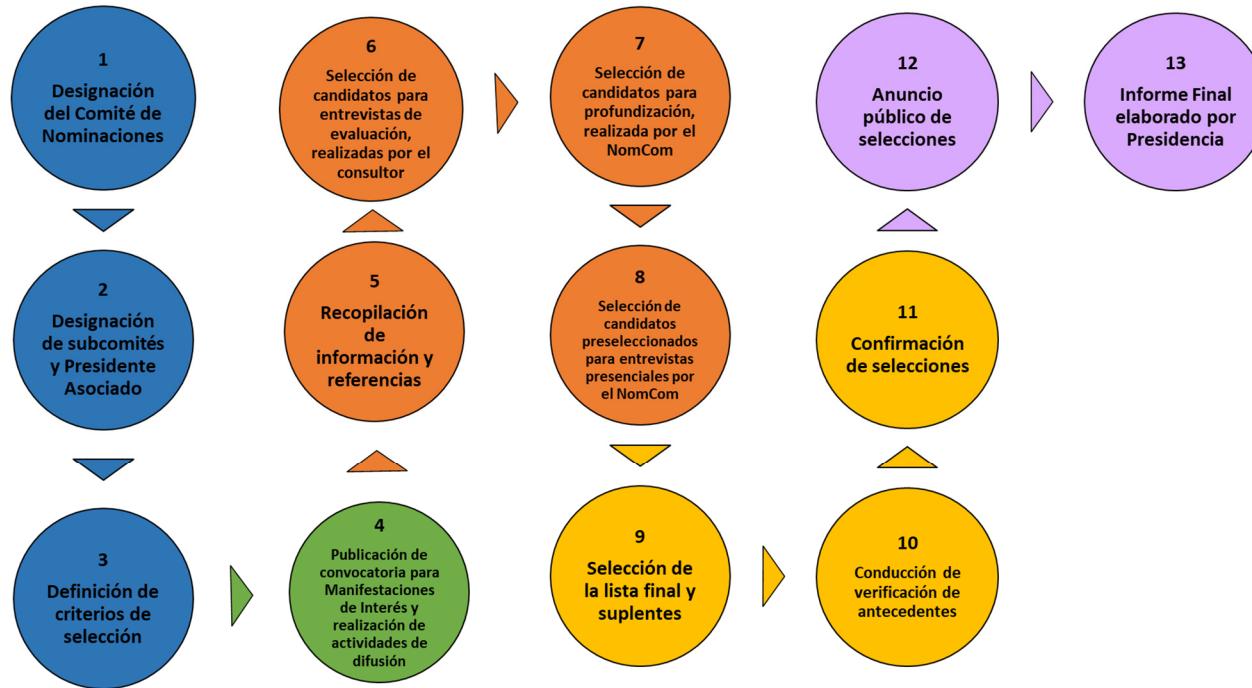 1
Designación
del Comité de
Nominaciones
2
Designación
de subcomités
y Presidente
Asociado
3
Definición de
criterios de
selección
4
Publicación de
convocatoria para
Manifestaciones
de Interés y
realización de
actividades de
difusión
5
Recopilación
de
información y
referencias
6
Selección de
candidatos para
entrevistas de
evaluación,
realizadas por el
consultor
7
Selección de
candidatos para
profundización,
realizada por el
NomCom
8
Selección de
candidatos
preseleccionados
para entrevistas
presenciales por
el NomCom
9
Selección de
la lista final y
suplentes
10
Conducción de
verificación de
antecedentes
11
Confirmación
de selecciones
12
Anuncio
público de
selecciones
13
Informe Final
elaborado por
Presidencia